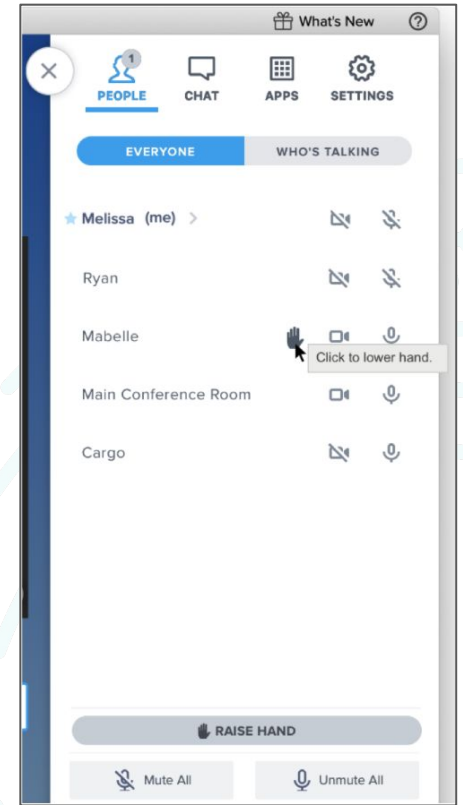 What's New
1
PEOPLE CHAT APPS SETTINGS
EVERYONE WHO'S TALKING
Melissa (me)
Ryan
Mabelle
Click to lower hand.
Main Conference Room
Cargo
RAISE HAND
Mute All Unmute All